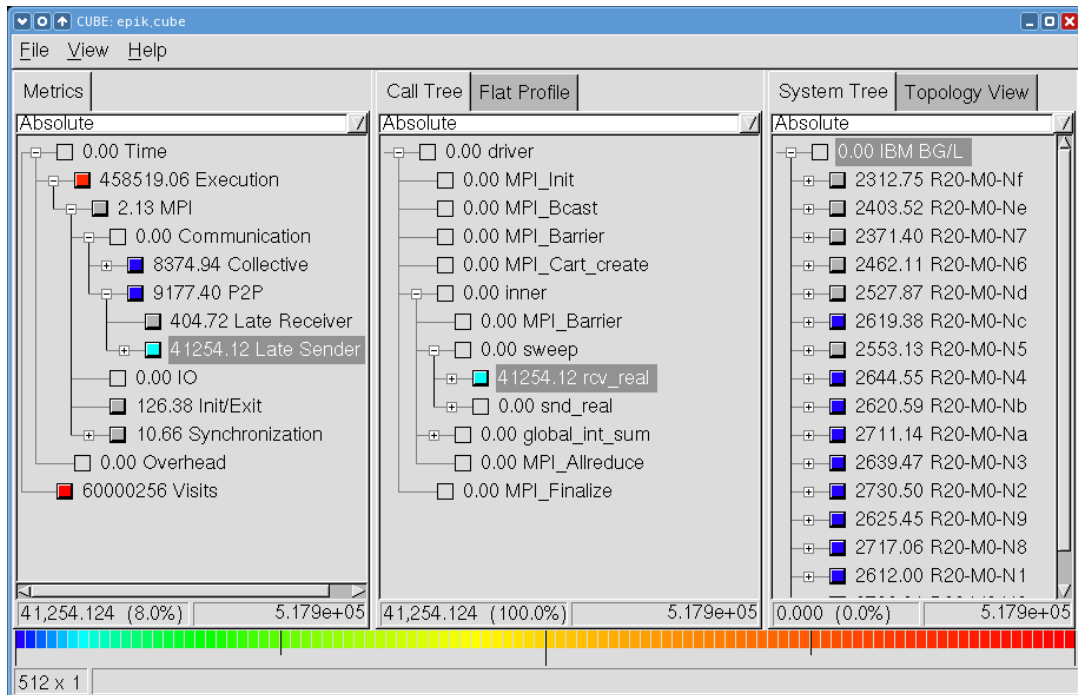 CUBE: epik.cube
File View Help
Metrics
Absolute
0.00 Time
458519.06 Execution
2.13 MPI
0.00 Communication
8374.94 Collective
9177.40 P2P
404.72 Late Receiver
41254.12 Late Sender
0.00 IO
126.38 Init/Exit
10.66 Synchronization
0.00 Overhead
60000256 Visits
41,254.124 (8.0%) 5.179e+05
Call Tree Flat Profile
Absolute
0.00 driver
0.00 MPI_Init
0.00 MPI_Bcast
0.00 MPI_Barrier
0.00 MPI_Cart_create
0.00 inner
0.00 MPI_Barrier
0.00 sweep
41254.12 rcv_real
0.00 snd_real
0.00 global_int_sum
0.00 MPI_Allreduce
0.00 MPI_Finalize
41,254.124 (100.0%) 5.179e+05
System Tree Topology View
Absolute
0.00 IBM BG/L
2312.75 R20-M0-Nf
2403.52 R20-M0-Ne
2371.40 R20-M0-N7
2462.11 R20-M0-N6
2527.87 R20-M0-Nd
2619.38 R20-M0-Nc
2553.13 R20-M0-N5
2644.55 R20-M0-N4
2620.59 R20-M0-Nb
2711.14 R20-M0-Na
2639.47 R20-M0-N3
2730.50 R20-M0-N2
2625.45 R20-M0-N9
2717.06 R20-M0-N8
2612.00 R20-M0-N1
0.000 (0.0%) 5.179e+05
512 x 1